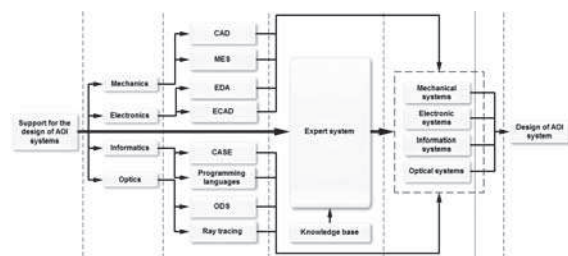 Support for the
design of AOI
systems
Mechanics
Electronics
Informatics
Optics
CAD
MES
EDA
ECAD
CASE
Programming
languages
ODS
Ray tracing
Expert system
Knowledge base
Mechanical
systems
Electronic
systems
Information
systems
Optical systems
Design of AOI
system